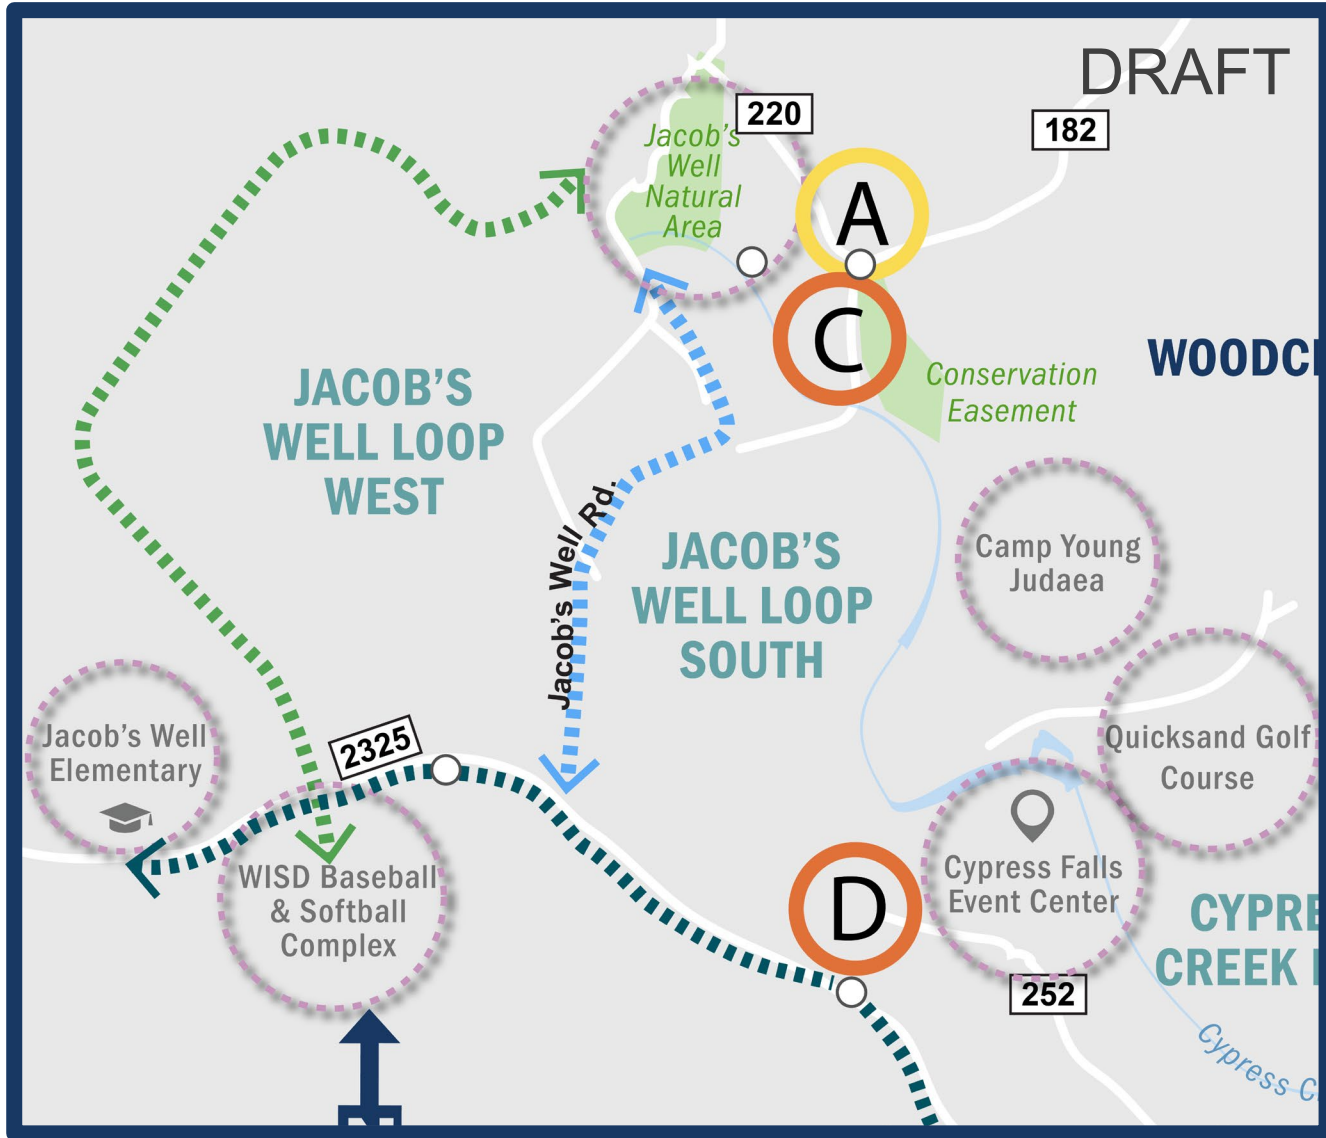 DRAFT
220
182
Jacob's
Well
Natural
Area
A
C
Conservation
Easement
JACOB'S
WELL LOOP
WEST
Jacob's Well Rd.
JACOB'S
WELL LOOP
SOUTH
Camp Young
Judaea
Jacob's Well
Elementary
2325
Quicksand Golf
Course
WISD Baseball
& Softball
Complex
D
Cypress Falls
Event Center
252
CREEK
Cypress